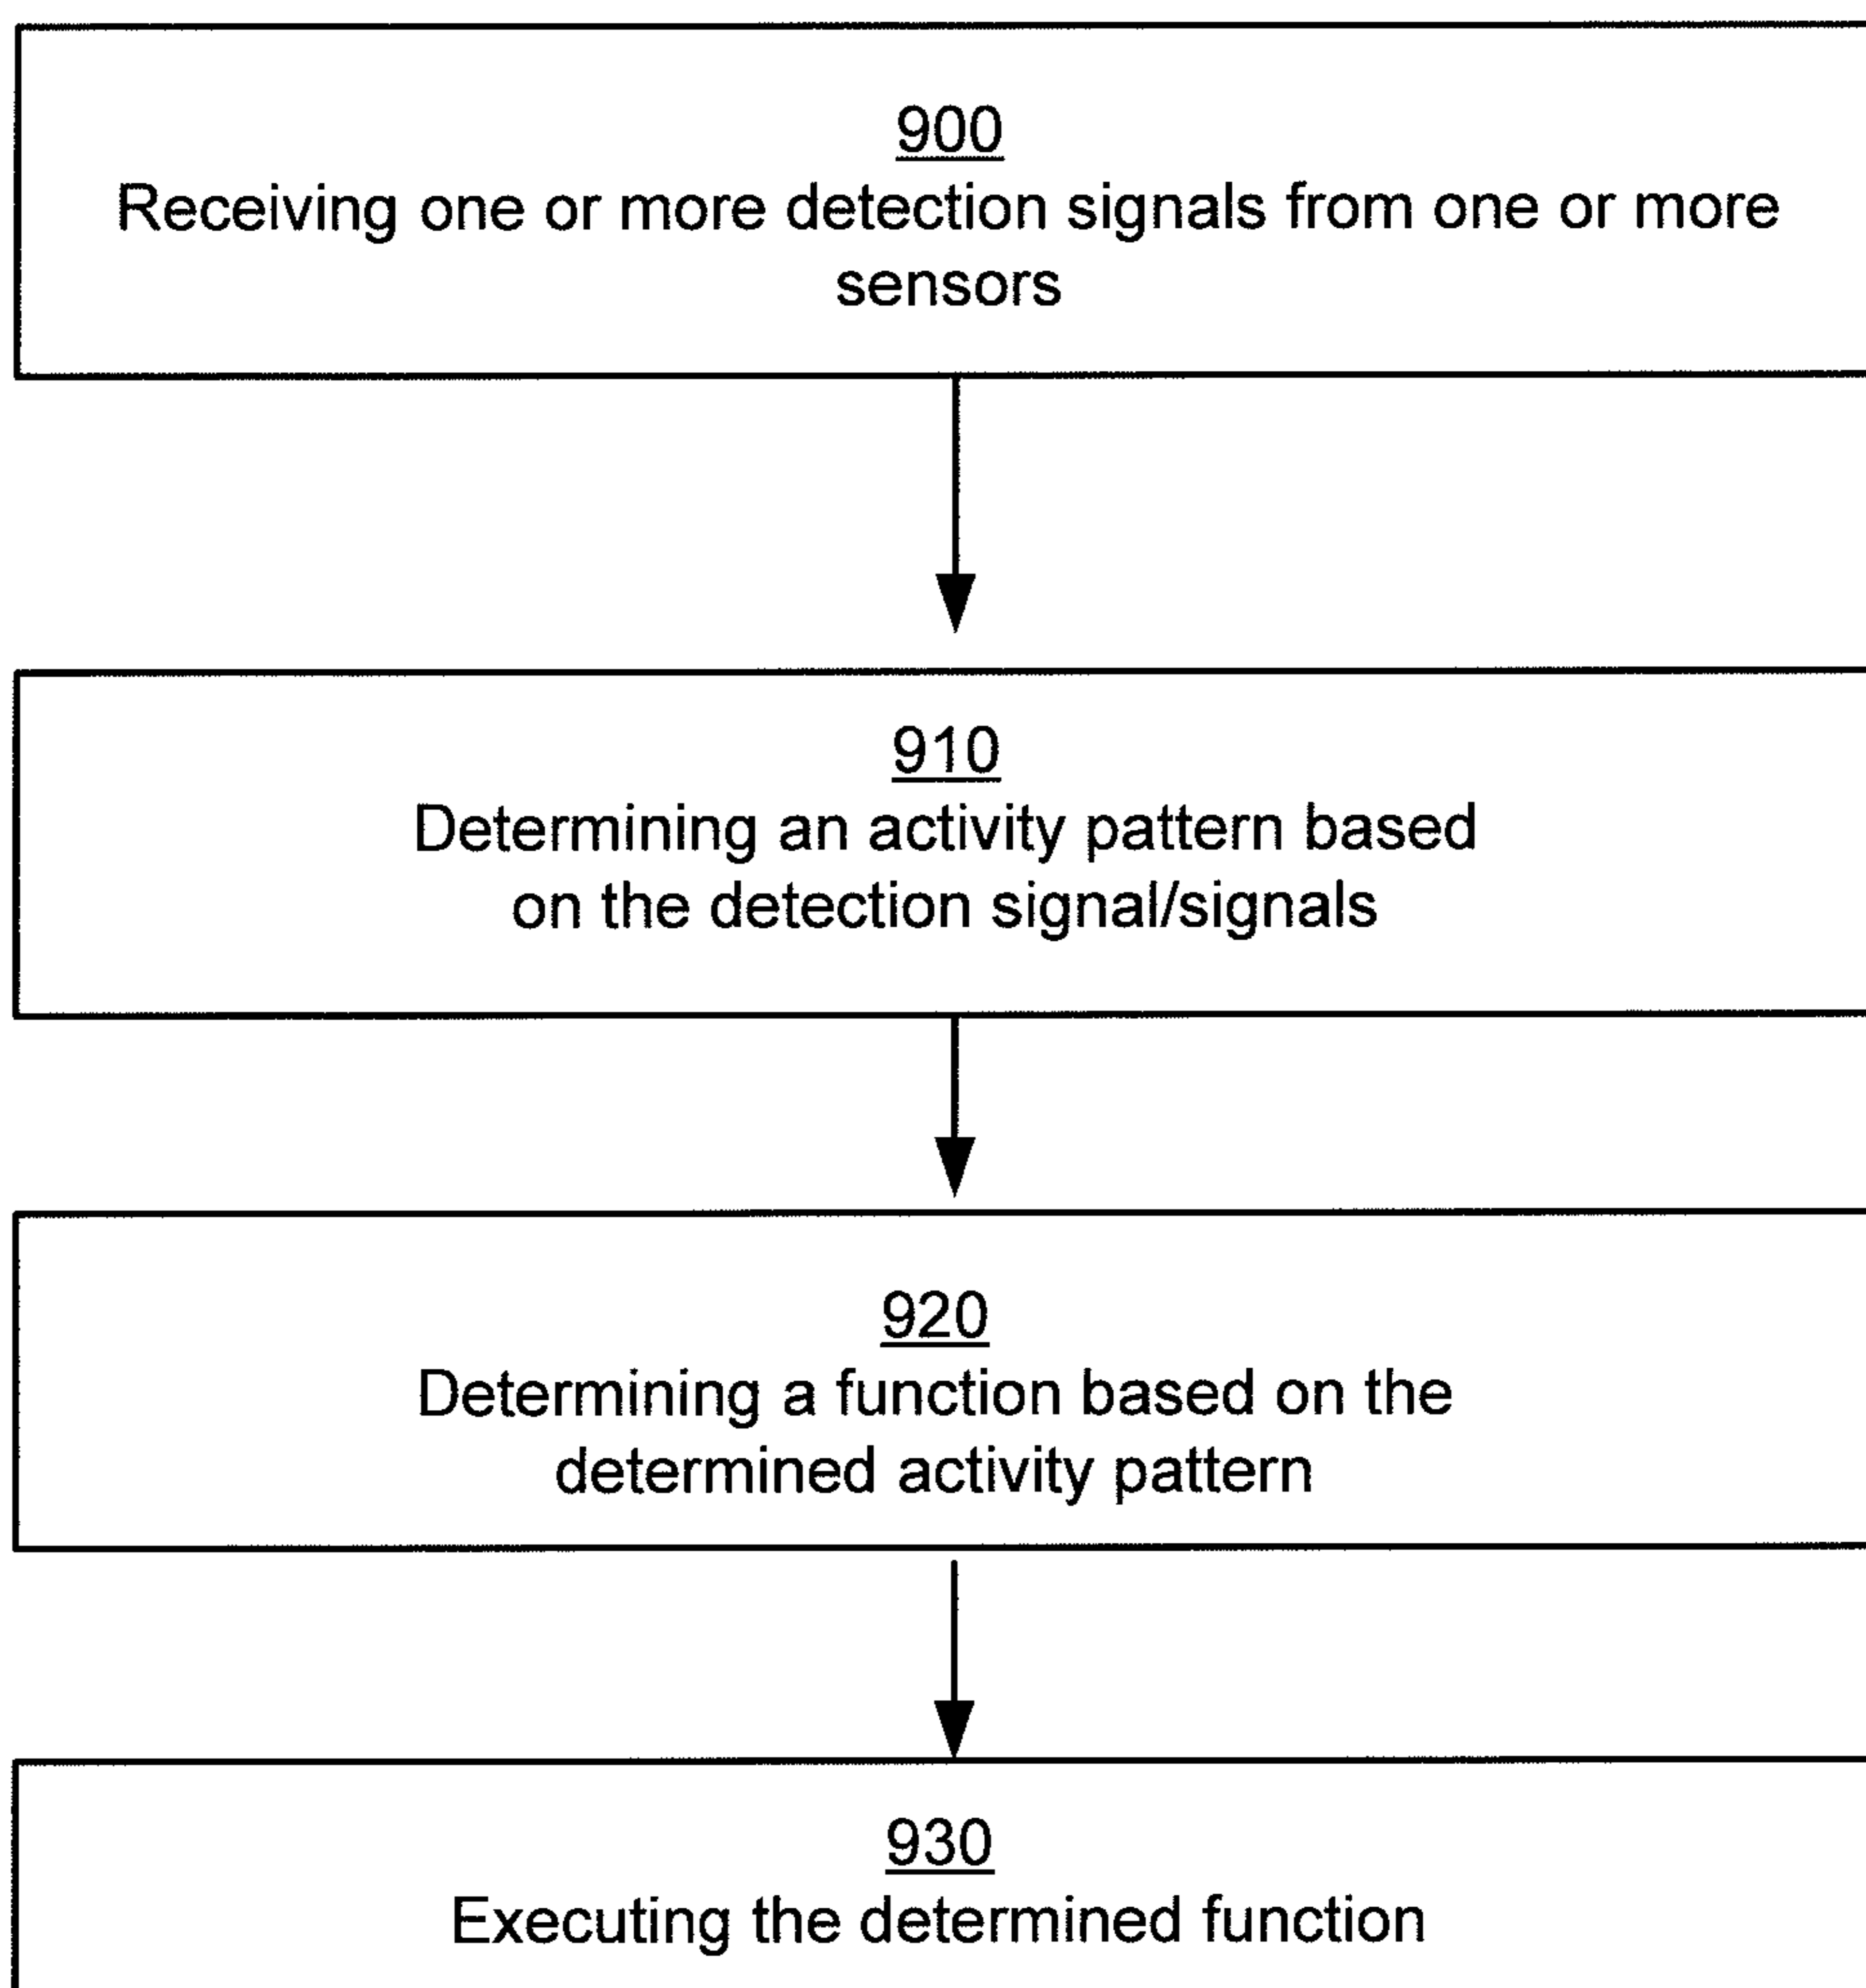 900
Receiving one or more detection signals from one or more
sensors
910
Determining an activity pattern based
on the detection signal/signals
920
Determining a function based on the
determined activity pattern
930
Executing the determined function